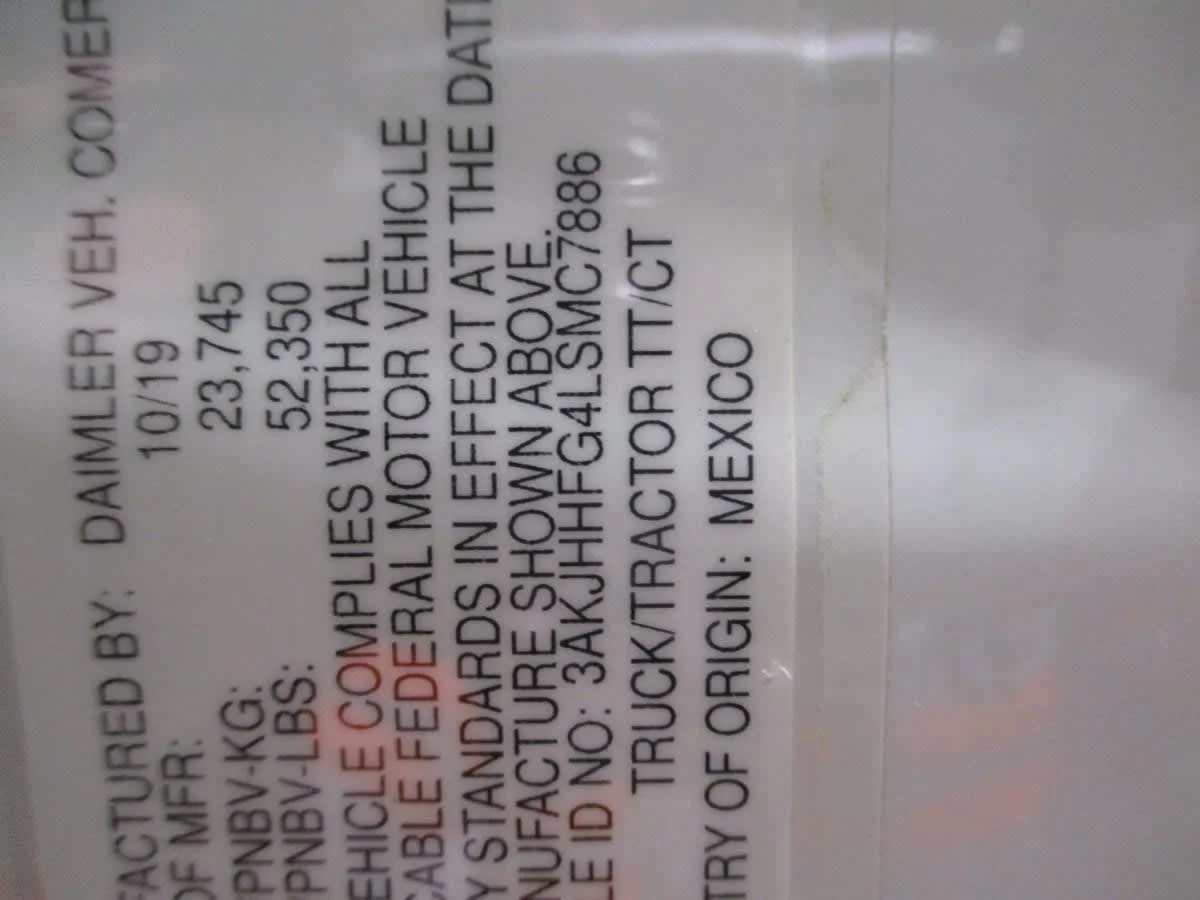 FACTURED BY: DAIMLER VEH. COMER
OF MFR: 10/19
PNBV-KG: 23,745
PNBV-LBS: 52,350
EHICLE COMPLIES WITH ALL
CABLE FEDERAL MOTOR VEHICLE
Y STANDARDS IN EFFECT AT THE DATE
NUFACTURE SHOWN ABOVE.
LE ID NO: 3AKJHHFG4LSMC7886
TRUCK/TRACTOR TT/CT
TRY OF ORIGIN: MEXICO